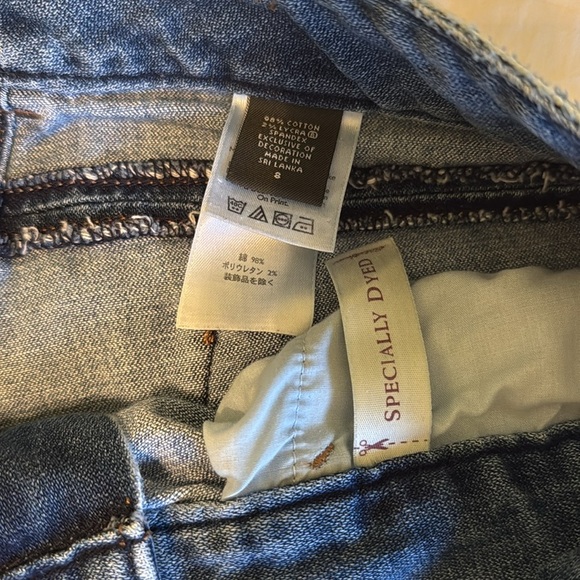 98% COTTON
2% LYCRA®
SPANDEX
EXCLUSIVE OF
DECORATION
MADE IN
SRI LANKA
8
On Print.
綿 98%
ポリウレタン 2%
装飾品を除く
SPECIALLY DYED